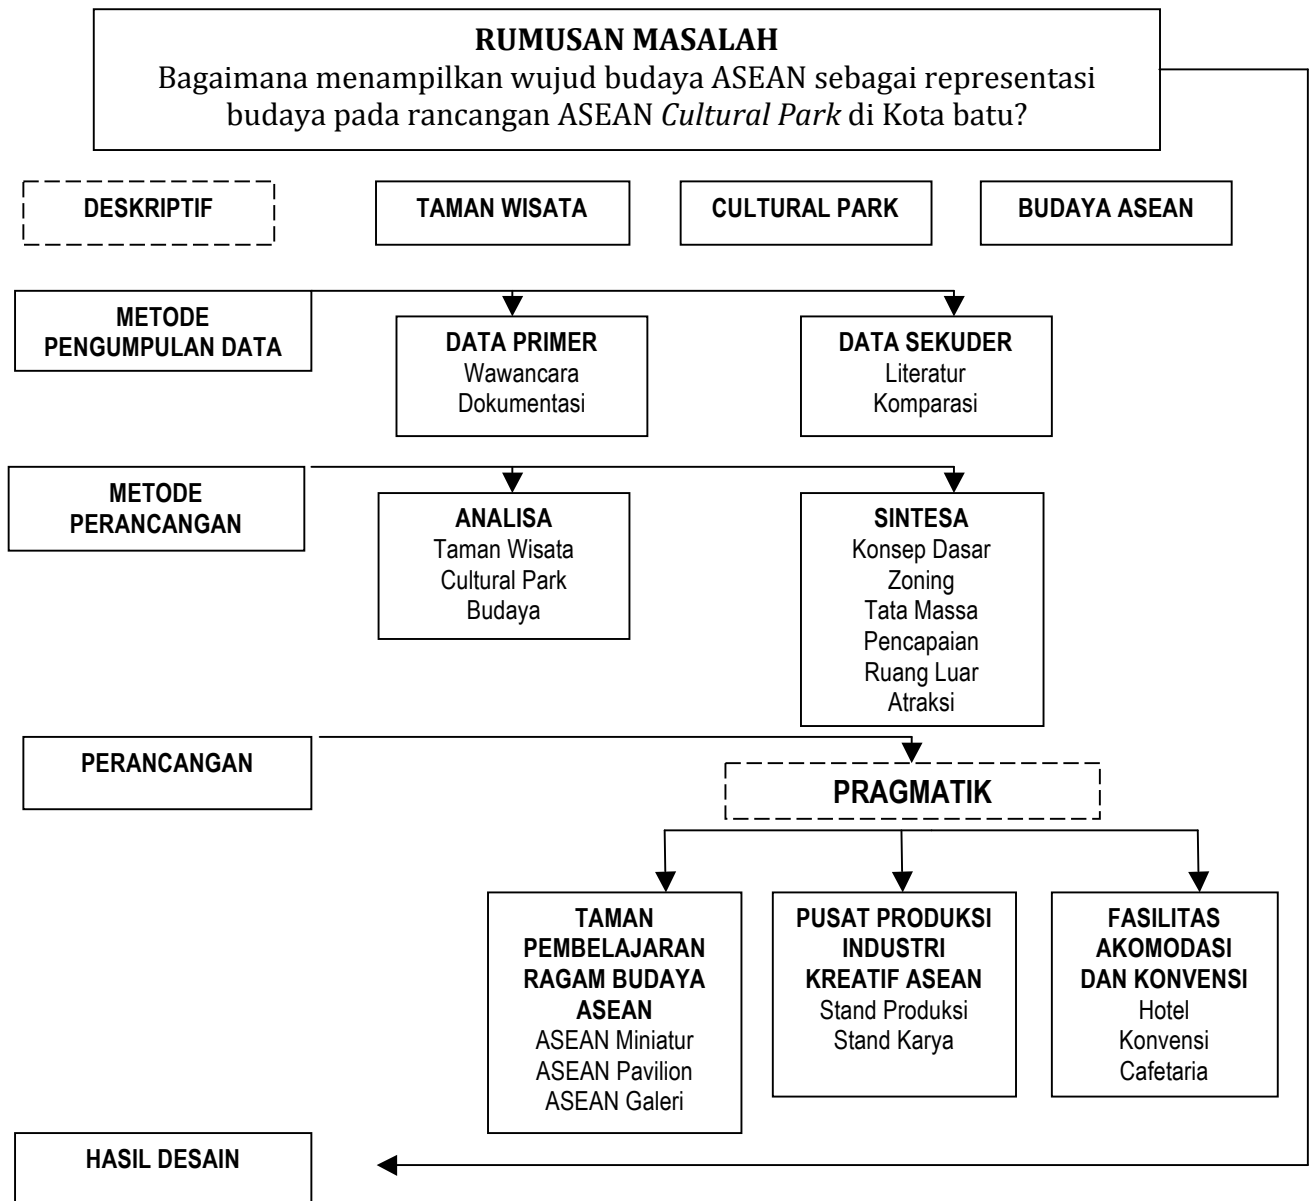 RUMUSAN MASALAH
Bagaimana menampilkan wujud budaya ASEAN sebagai representasi
budaya pada rancangan ASEAN Cultural Park di Kota batu?
DESKRIPTIF
TAMAN WISATA
CULTURAL PARK
BUDAYA ASEAN
METODE
PENGUMPULAN DATA
DATA PRIMER
Wawancara
Dokumentasi
DATA SEKUDER
Literatur
Komparasi
METODE
PERANCANGAN
ANALISA
Taman Wisata
Cultural Park
Budaya
SINTESA
Konsep Dasar
Zoning
Tata Massa
Pencapaian
Ruang Luar
Atraksi
PERANCANGAN
PRAGMATIK
TAMAN
PEMBELAJARAN
RAGAM BUDAYA
ASEAN
ASEAN Miniatur
ASEAN Pavilion
ASEAN Galeri
PUSAT PRODUKSI
INDUSTRI
KREATIF ASEAN
Stand Produksi
Stand Karya
FASILITAS
AKOMODASI
DAN KONVENSI
Hotel
Konvensi
Cafetaria
HASIL DESAIN